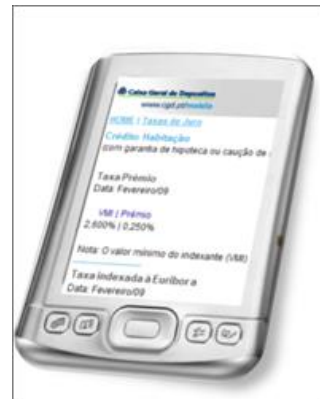 Caixa Geral de Depositos
www.cgd.pt/mobile
HOME | Taxas de Juro
Crédito Habitação
(com garantia de hipoteca ou caução de
Taxa Prémio
Data: Fevereiro/09
VMI | Prémio
2,600% | 0,250%
Nota: O valor mínimo do indexante (VMI)
Taxa Indexada à Euribor a
Data: Fevereiro/09